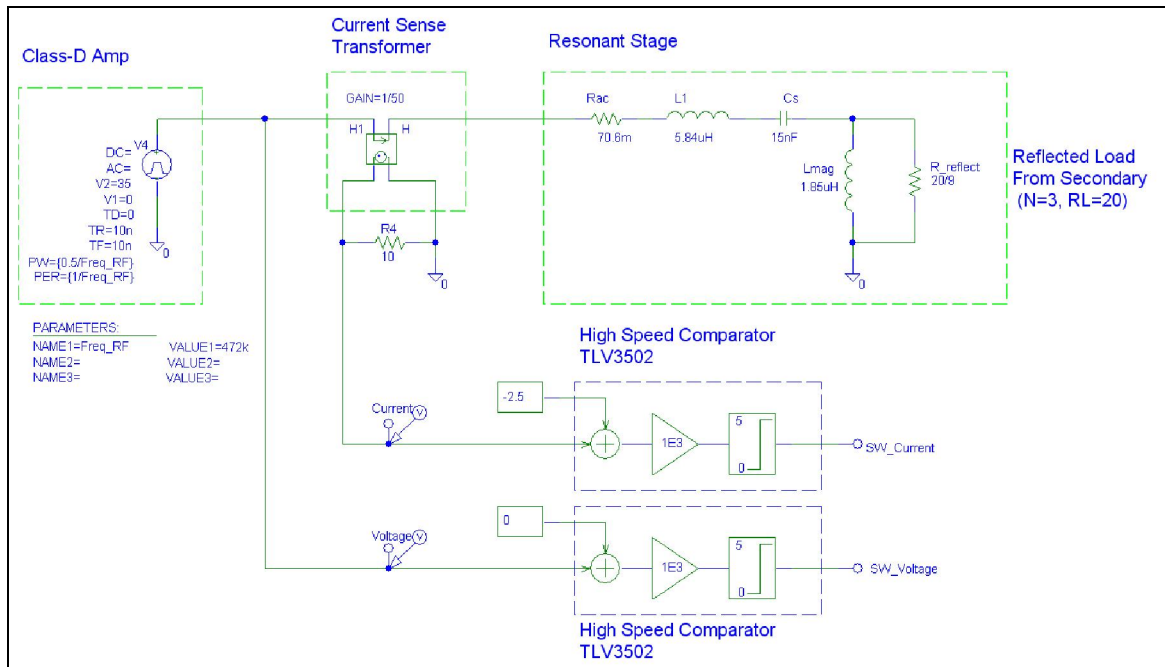 Class-D Amp
V4
DC=
AC=
V2=35
V1=0
TD=0
TR=10n
TF=10n
PW={0.5/Freq_RF}
PER={1/Freq_RF}
0
PARAMETERS:
NAME1=Freq_RF VALUE1=472k
NAME2= VALUE2=
NAME3= VALUE3=
Current Sense
Transformer
GAIN=1/50
H1 H
R4
10
0
Resonant Stage
Rac L1 Cs
70.6m 5.84uH 15nF
Lmag
1.85uH
R_reflect
20/9
0
Reflected Load
From Secondary
(N=3, RL=20)
High Speed Comparator
TLV3502
-2.5
Current
V
1E3
5
0
SW_Current
0
Voltage
V
1E3
5
0
SW_Voltage
High Speed Comparator
TLV3502